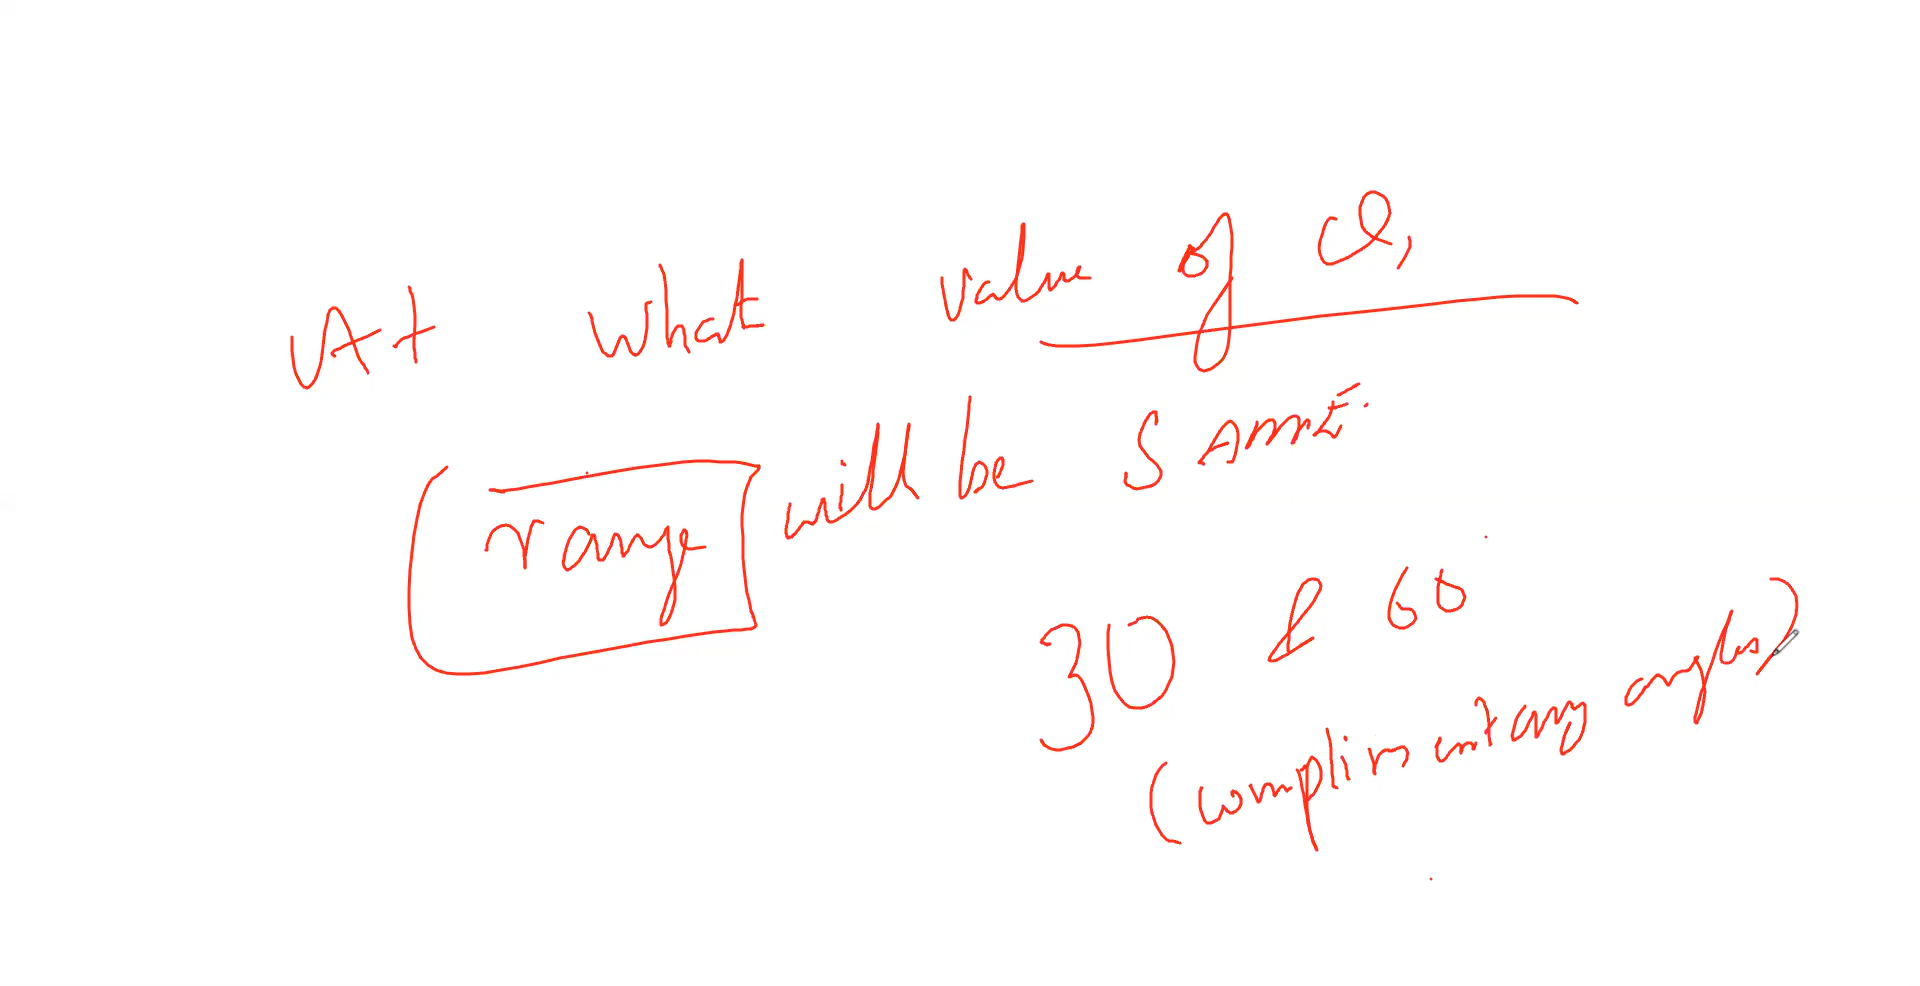 At what value of θ,
range will be SAME.
30 & 60
(complimentary angles)